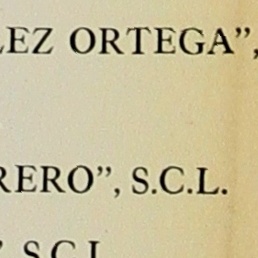 LEZ ORTEGA”,
RERO”, S.C.L.
” S.C.L.